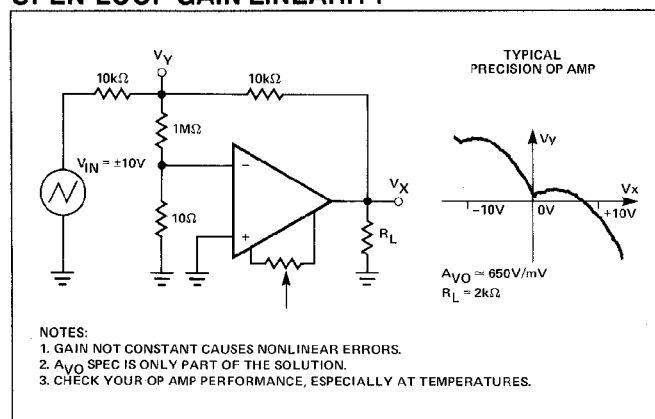 OPEN-LOOP GAIN LINEARITY
VY
10kΩ
10kΩ
1MΩ
VIN = ±10V
10Ω
−
+
VX
RL
TYPICAL
PRECISION OP AMP
Vy
Vx
−10V
0V
+10V
AVO ≃ 650V/mV
RL = 2kΩ
NOTES:
1. GAIN NOT CONSTANT CAUSES NONLINEAR ERRORS.
2. AVO SPEC IS ONLY PART OF THE SOLUTION.
3. CHECK YOUR OP AMP PERFORMANCE, ESPECIALLY AT TEMPERATURES.